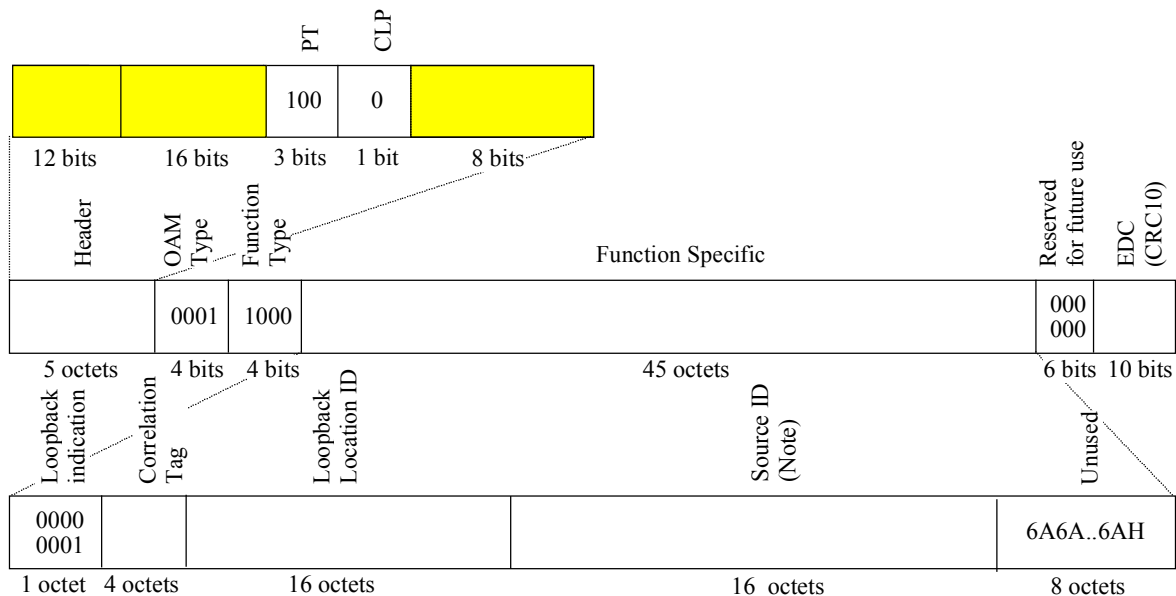 PT
CLP
100
0
12 bits
16 bits
3 bits
1 bit
8 bits
Header
OAM
Type
Function
Type
Function Specific
Reserved
for future use
EDC
(CRC10)
0001
1000
000
000
5 octets
4 bits
4 bits
45 octets
6 bits
10 bits
Loopback
indication
Correlation
Tag
Loopback
Location ID
Source ID
(Note)
Unused
0000
0001
6A6A..6AH
1 octet
4 octets
16 octets
16 octets
8 octets